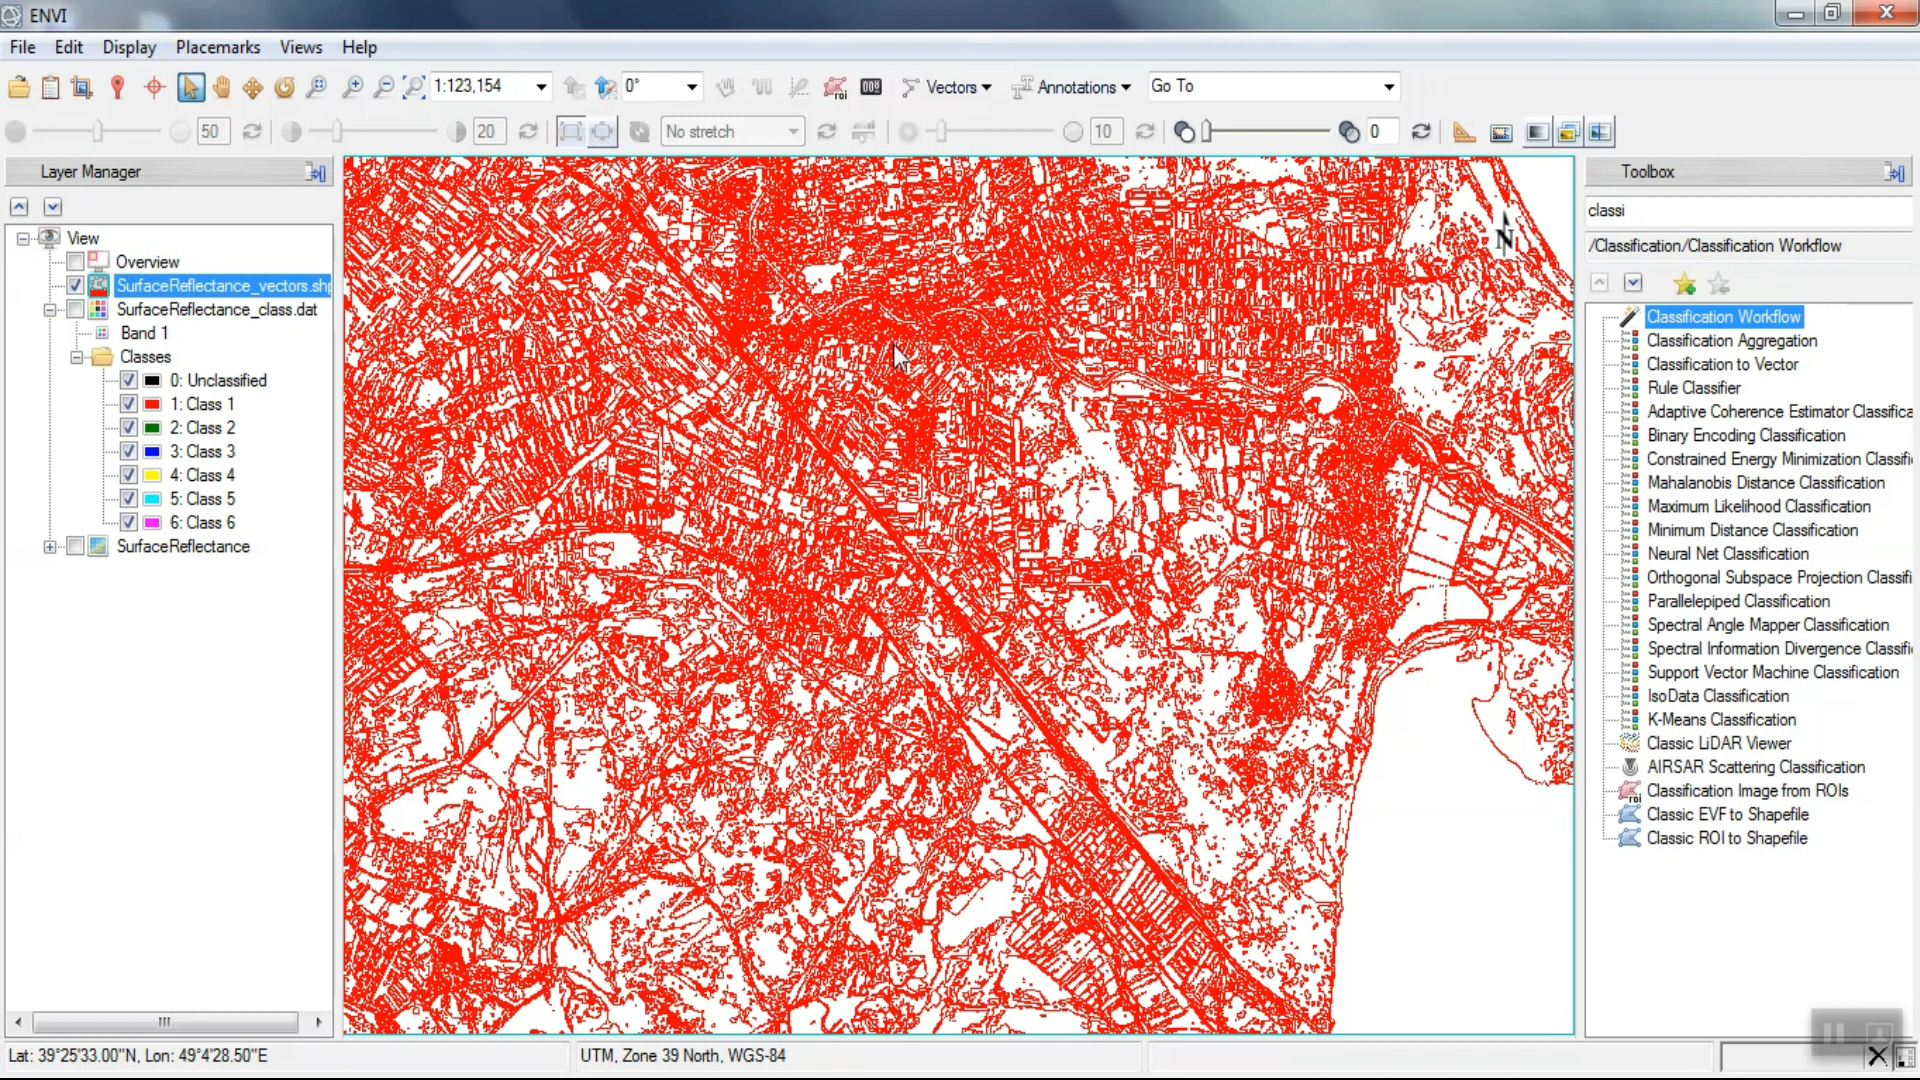 ENVI
File Edit Display Placemarks Views Help
1:123,154 0° roi Vectors Annotations Go To
50 20 No stretch 10 0
Layer Manager
View
Overview
SurfaceReflectance_vectors.shp
SurfaceReflectance_class.dat
Band 1
Classes
0: Unclassified
1: Class 1
2: Class 2
3: Class 3
4: Class 4
5: Class 5
6: Class 6
SurfaceReflectance
N
Toolbox
classi
/Classification/Classification Workflow
Classification Workflow
Classification Aggregation
Classification to Vector
Rule Classifier
Adaptive Coherence Estimator Classifica
Binary Encoding Classification
Constrained Energy Minimization Classifi
Mahalanobis Distance Classification
Maximum Likelihood Classification
Minimum Distance Classification
Neural Net Classification
Orthogonal Subspace Projection Classifi
Parallelepiped Classification
Spectral Angle Mapper Classification
Spectral Information Divergence Classifi
Support Vector Machine Classification
IsoData Classification
K-Means Classification
Classic LiDAR Viewer
AIRSAR Scattering Classification
Classification Image from ROIs
Classic EVF to Shapefile
Classic ROI to Shapefile
Lat: 39°25'33.00"N, Lon: 49°4'28.50"E
UTM, Zone 39 North, WGS-84